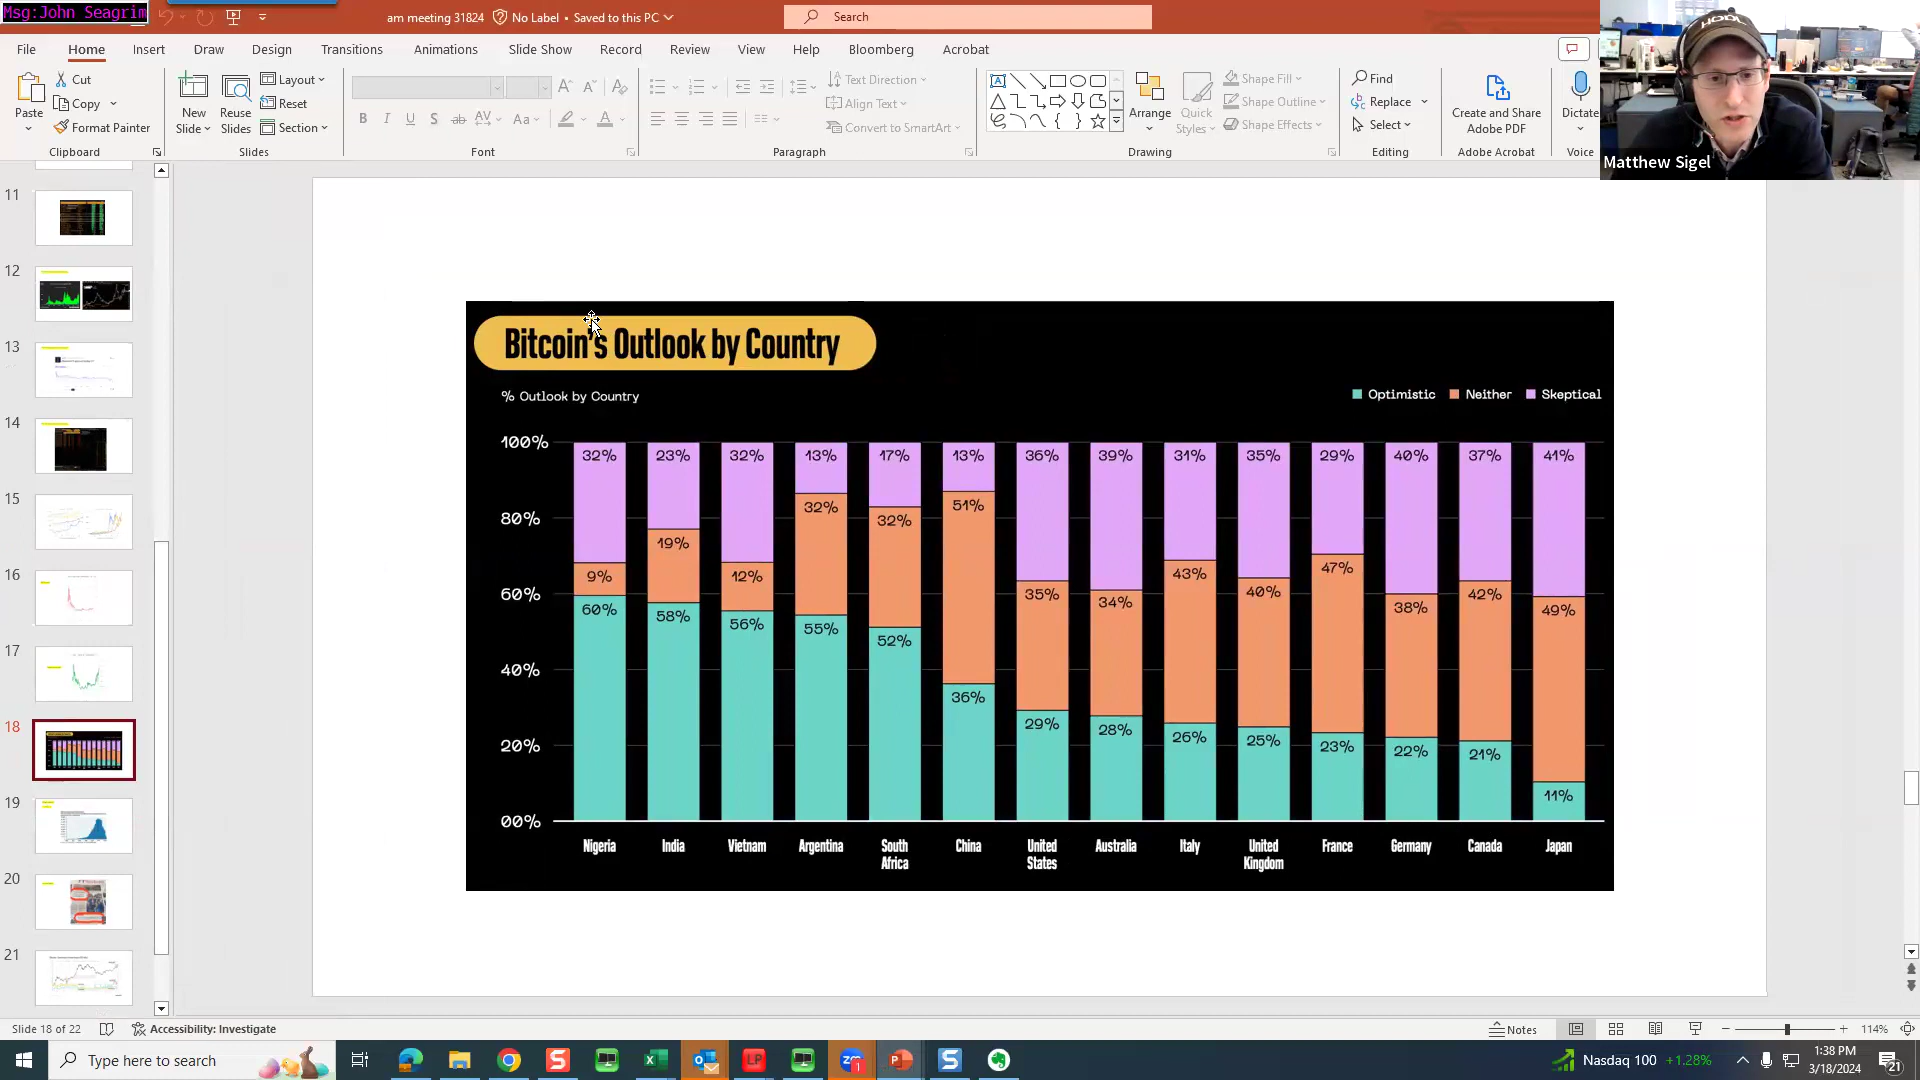 Msg:John Seagrim
am meeting 31824 No Label • Saved to this PC
Search
HODL
Matthew Sigel
File Home Insert Draw Design Transitions Animations Slide Show Record Review View Help Bloomberg Acrobat
Paste
Cut
Copy
Format Painter
Clipboard
New Slide
Reuse Slides
Layout
Reset
Section
Slides
B I U S ab AV Aa A
Font
Text Direction
Align Text
Convert to SmartArt
Paragraph
Arrange
Quick Styles
Shape Fill
Shape Outline
Shape Effects
Drawing
Find
Replace
Select
Editing
Create and Share Adobe PDF
Adobe Acrobat
Dictate
Voice
11
12
13
14
15
16
17
18
19
20
21
Bitcoin's Outlook by Country
% Outlook by Country
Optimistic Neither Skeptical
100%
80%
60%
40%
20%
00%
32% 23% 32% 13% 17% 13% 36% 39% 31% 35% 29% 40% 37% 41%
9% 19% 12% 32% 32% 51% 35% 34% 43% 40% 47% 38% 42% 49%
60% 58% 56% 55% 52% 36% 29% 28% 26% 25% 23% 22% 21% 11%
Nigeria India Vietnam Argentina South Africa China United States Australia Italy United Kingdom France Germany Canada Japan
Slide 18 of 22 Accessibility: Investigate
Notes
114%
Type here to search
LP
Nasdaq 100 +1.28%
1:38 PM
3/18/2024
21